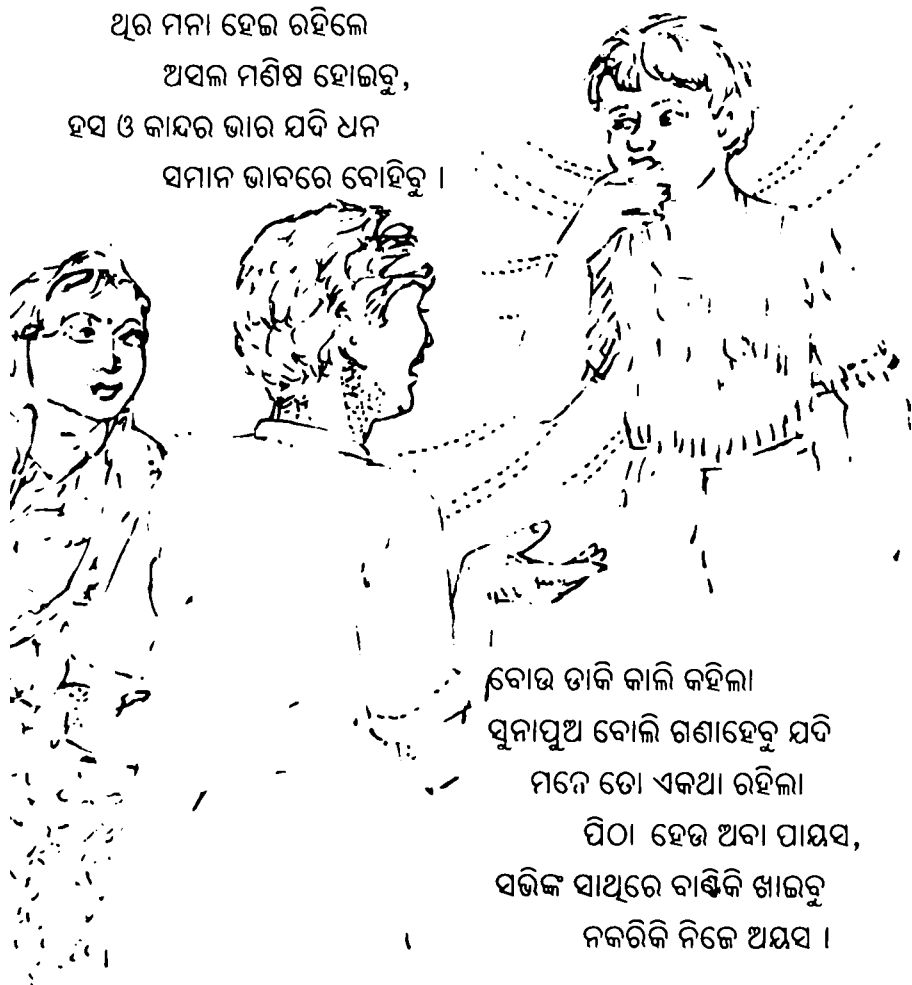 ଥିର ମନା ହେଇ ରହିଲେ
ଅସଲ ମଣିଷ ହୋଇବୁ,
ହସ ଓ କାନ୍ଦର ଭାର ଯଦି ଧନ
ସମାନ ଭାବରେ ବୋହିବୁ ।
ବୋଉ ଡାକି କାଲି କହିଲା
ସୁନାପୁଅ ବୋଲି ଗଣାହେବୁ ଯଦି
ମନେ ତୋ ଏକଥା ରହିଲା
ପିଠା ହେଉ ଅବା ପାୟସ,
ସଭିଙ୍କ ସାଥିରେ ବାଣ୍ଟିକି ଖାଇବୁ
ନକରିକି ନିଜେ ଅୟସ ।